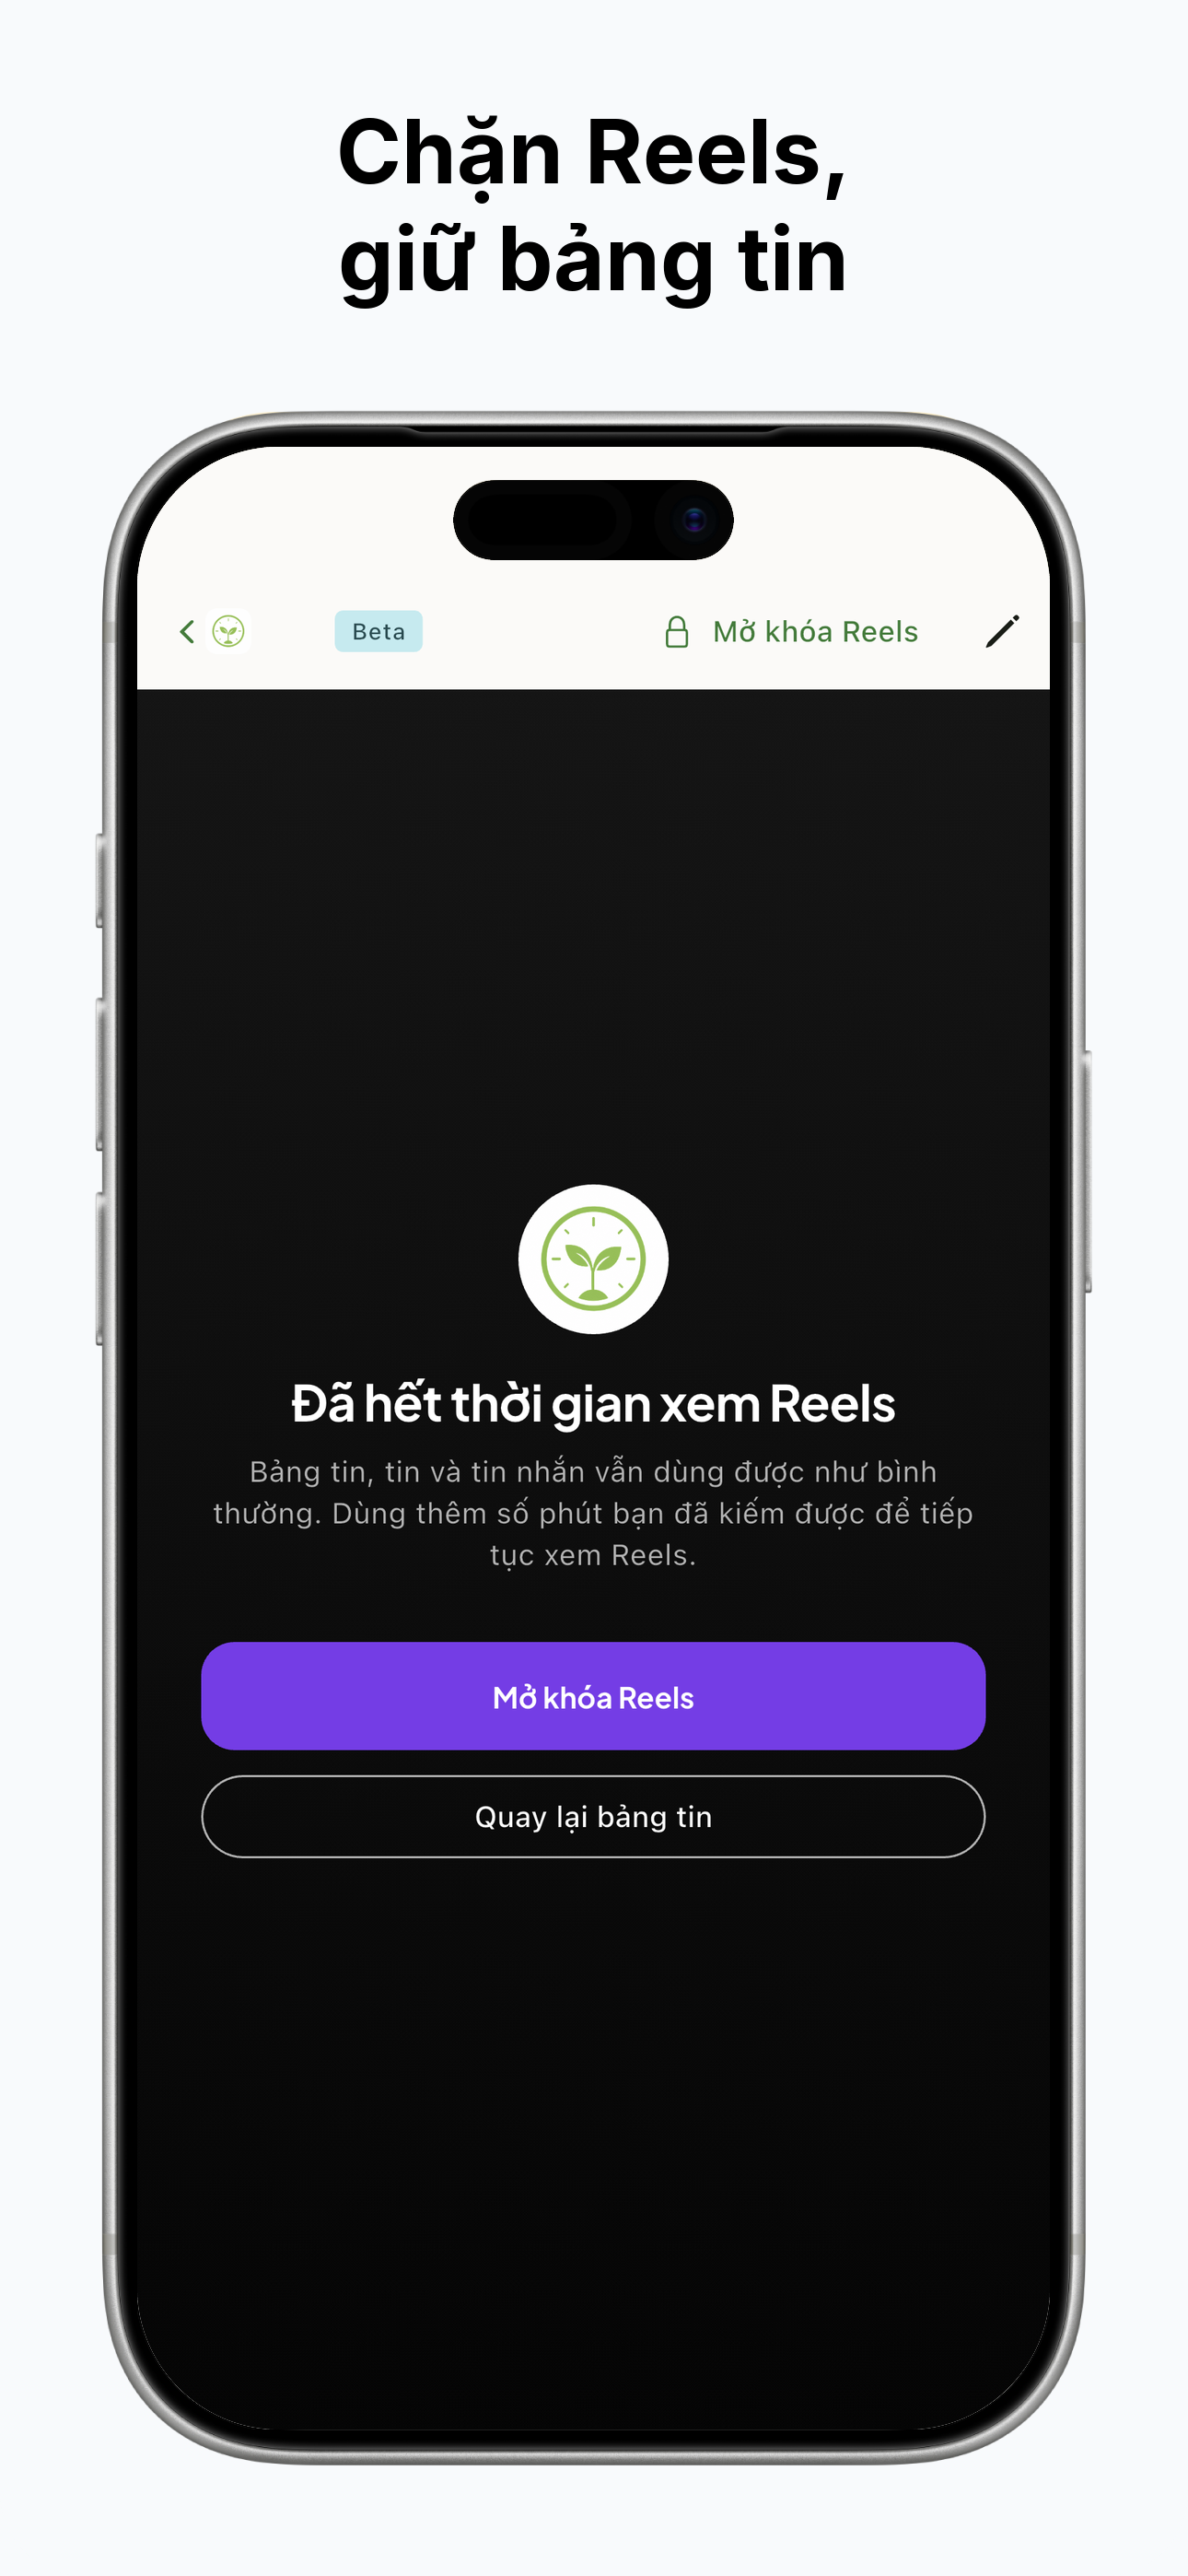 Chặn Reels,
giữ bảng tin
Beta
Mở khóa Reels
Đã hết thời gian xem Reels
Bảng tin, tin và tin nhắn vẫn dùng được như bình
thường. Dùng thêm số phút bạn đã kiếm được để tiếp
tục xem Reels.
Mở khóa Reels
Quay lại bảng tin